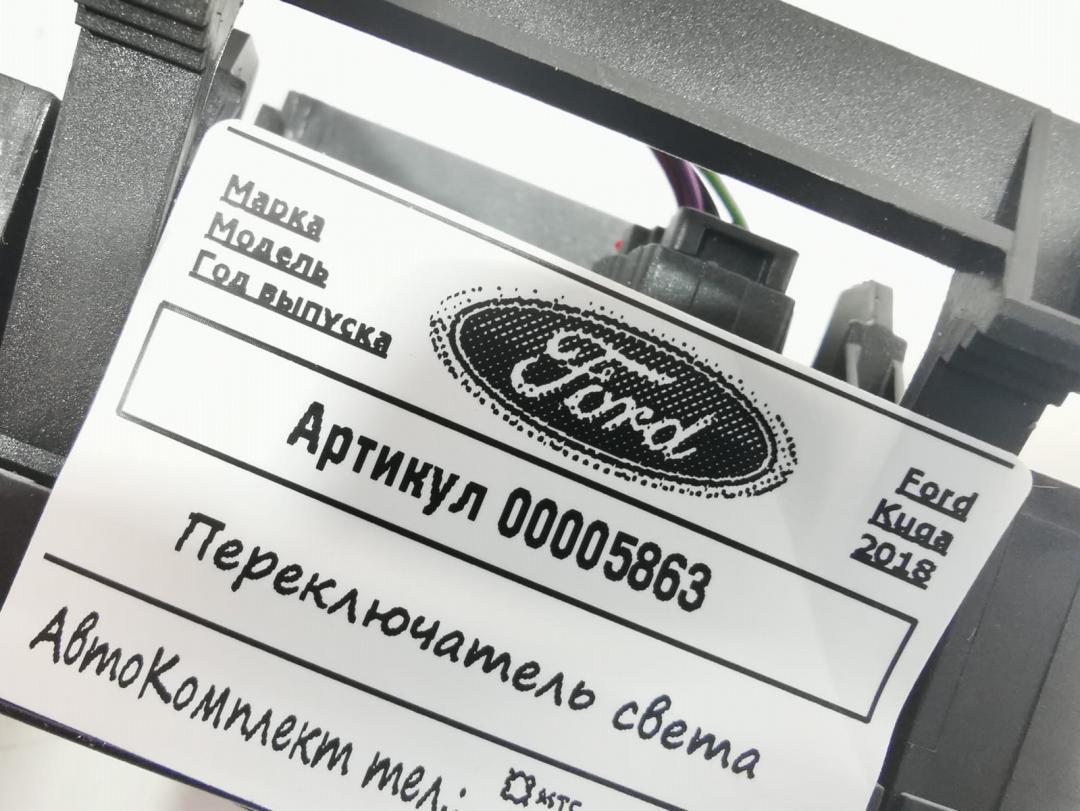 Марка
Модель
Год выпуска
Ford
Ford
Kuga
2018
Артикул 00005863
Переключатель света
АвтоКомплект тел.: